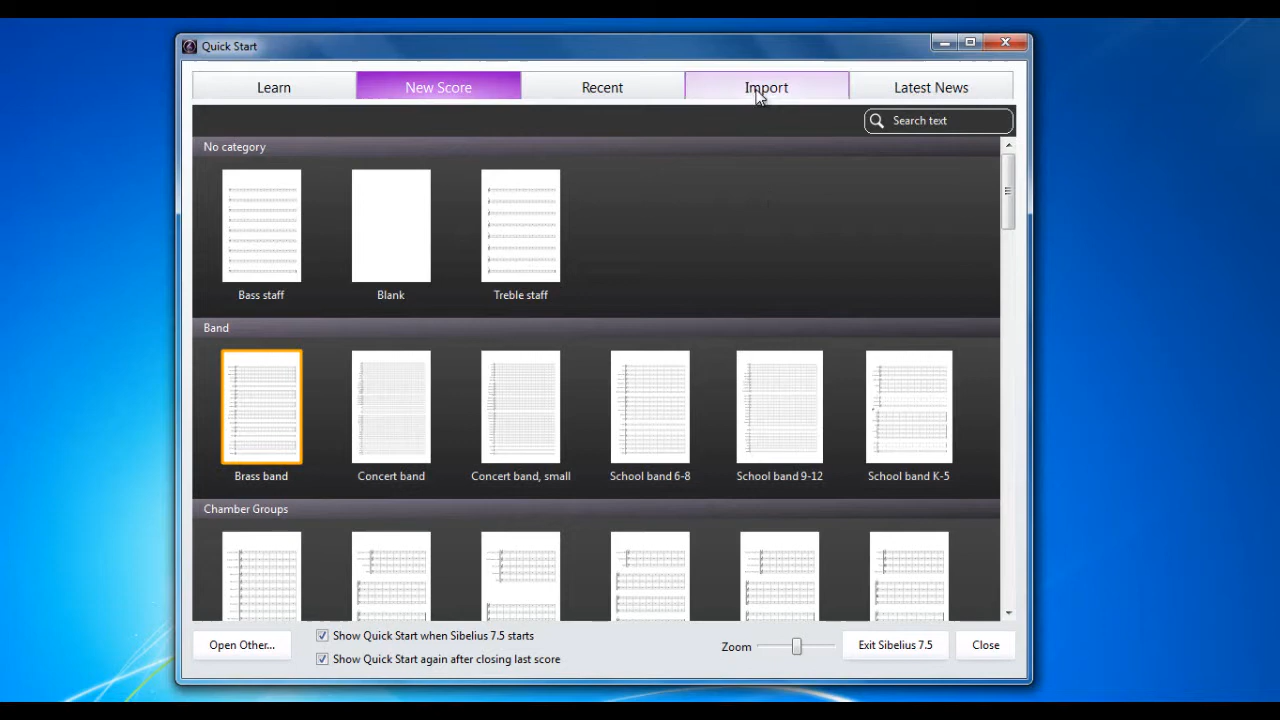 Quick Start
Learn
New Score
Recent
Import
Latest News
Search text
No category
Bass staff
Blank
Treble staff
Band
Brass band
Concert band
Concert band, small
School band 6-8
School band 9-12
School band K-5
Chamber Groups
Open Other...
Show Quick Start when Sibelius 7.5 starts
Show Quick Start again after closing last score
Zoom
Exit Sibelius 7.5
Close